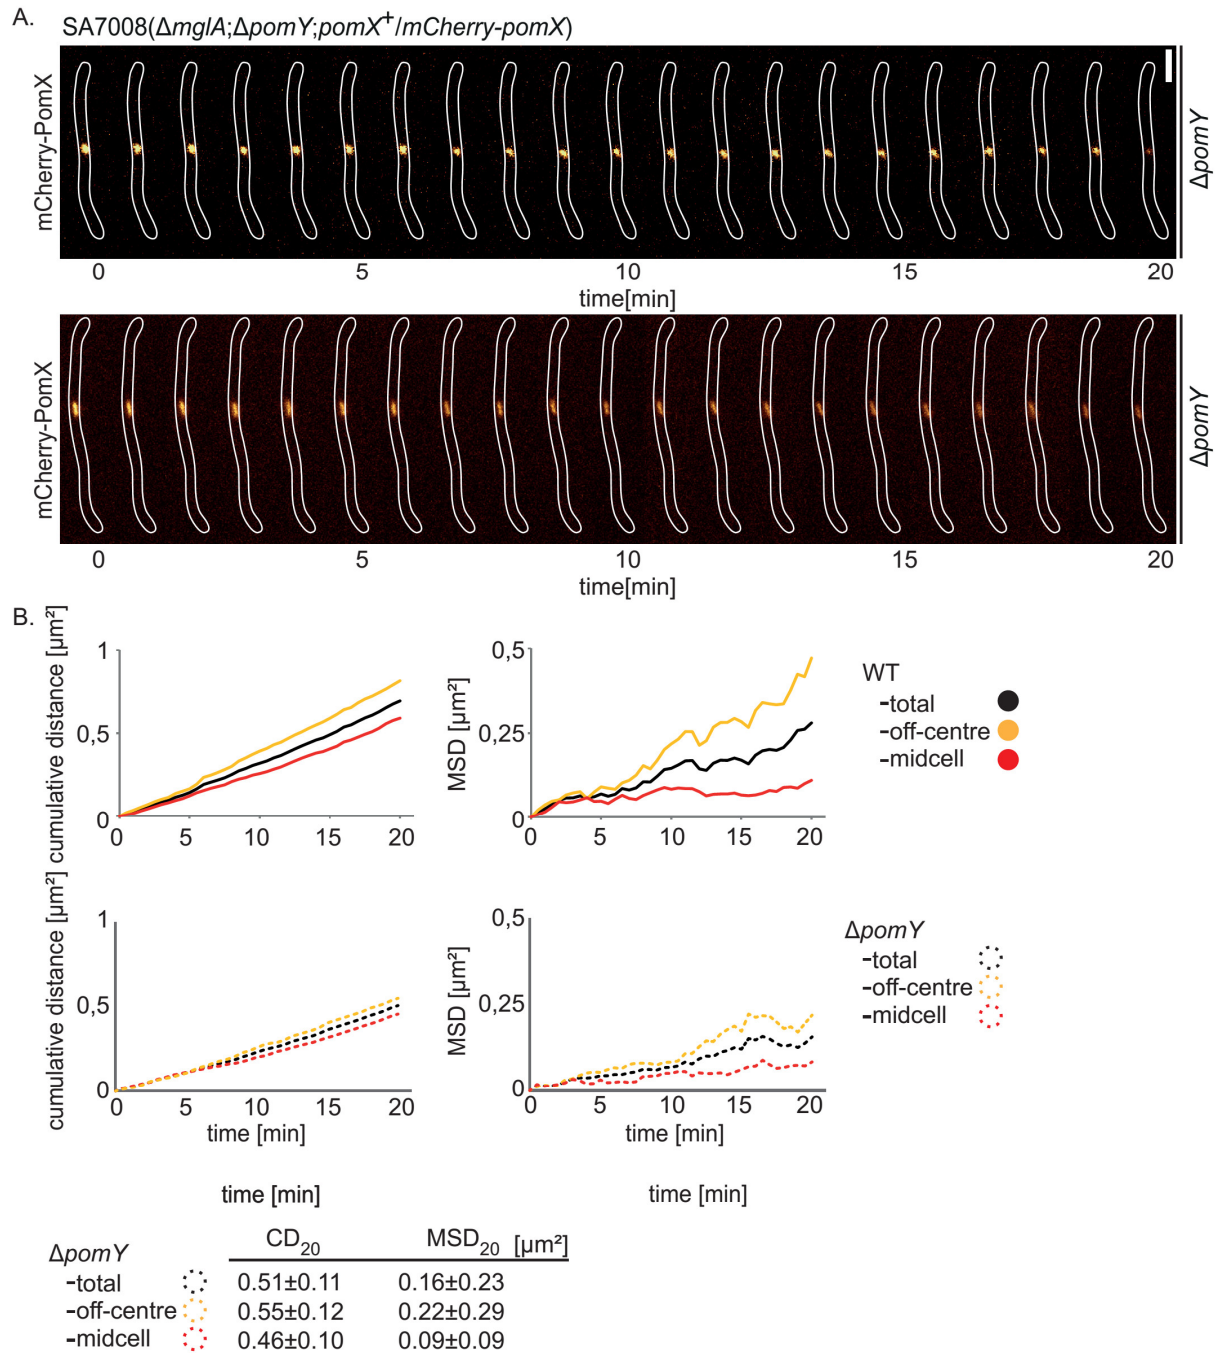 A.
SA7008(ΔmglA;ΔpomY;pomX⁺/mCherry-pomX)
mCherry-PomX
ΔpomY
0 5 10 15 20
time[min]
mCherry-PomX
ΔpomY
0 5 10 15 20
time[min]
B.
cumulative distance [µm²]
1
0,5
0
0 5 10 15 20
MSD [µm²]
0,5
0,25
0
0 5 10 15 20
WT
-total
-off-centre
-midcell
cumulative distance [µm²]
1
0,5
0
0 5 10 15 20
time [min]
MSD [µm²]
0,5
0,25
0
0 5 10 15 20
time [min]
ΔpomY
-total
-off-centre
-midcell
time [min]
time [min]
ΔpomY CD₂₀ MSD₂₀ [µm²]
-total 0.51±0.11 0.16±0.23
-off-centre 0.55±0.12 0.22±0.29
-midcell 0.46±0.10 0.09±0.09